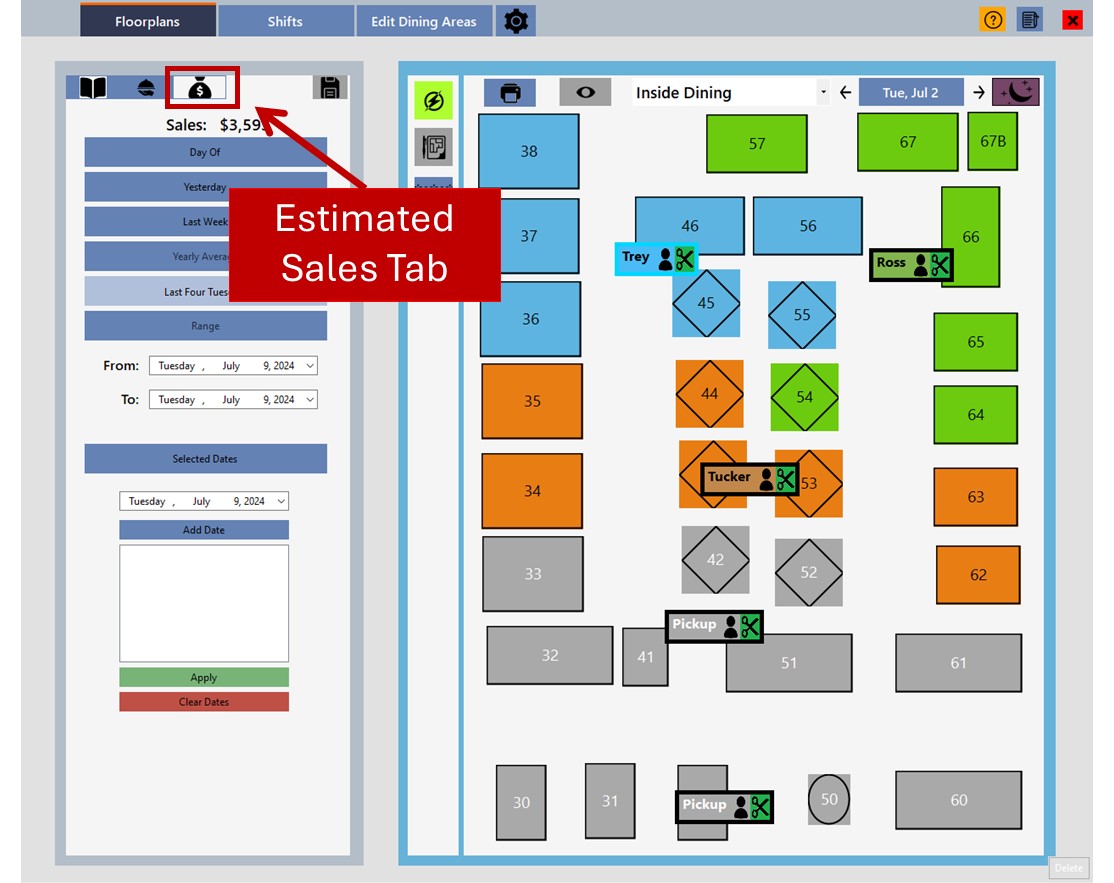 Floorplans
Shifts
Edit Dining Areas
?
$
Sales: $3,59
Day Of
Yesterday
Last Week
Yearly Avera
Last Four Tues
Range
From: Tuesday , July 9, 2024
To: Tuesday , July 9, 2024
Selected Dates
Tuesday , July 9, 2024
Add Date
Apply
Clear Dates
Estimated
Sales Tab
Inside Dining
Tue, Jul 2
38
57
67
67B
37
46
56
66
Trey
Ross
36
45
55
65
35
44
54
64
34
Tucker
53
63
33
42
52
62
Pickup
32
41
51
61
30
31
Pickup
50
60
Delete